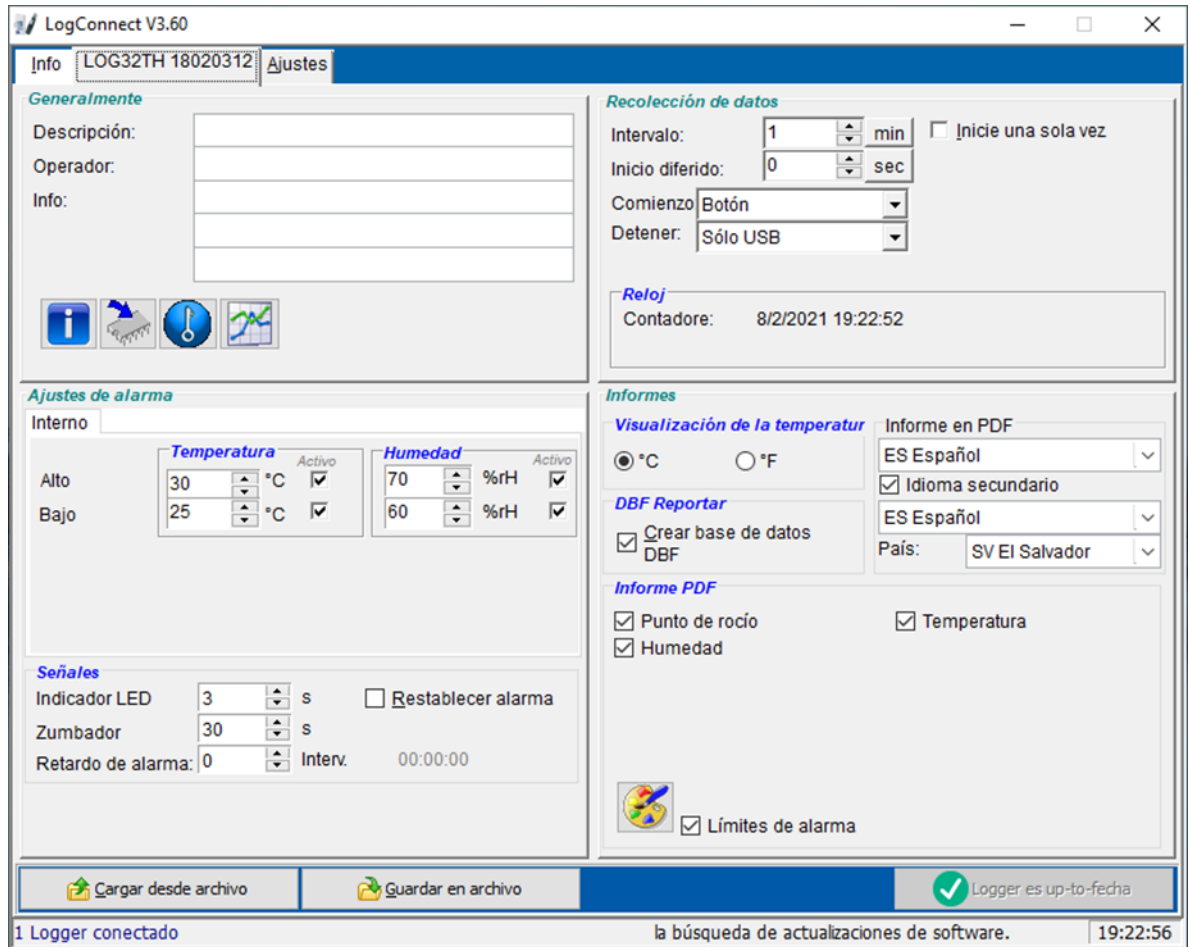 LogConnect V3.60
Info LOG32TH 18020312 Ajustes
Generalmente
Descripción:
Operador:
Info:
Recolección de datos
Intervalo: 1 min Inicie una sola vez
Inicio diferido: 0 sec
Comienzo Botón
Detener: Sólo USB
Reloj
Contadore: 8/2/2021 19:22:52
Ajustes de alarma
Interno
Temperatura Activo Humedad Activo
Alto 30 °C 70 %rH
Bajo 25 °C 60 %rH
Señales
Indicador LED 3 s Restablecer alarma
Zumbador 30 s
Retardo de alarma: 0 Interv. 00:00:00
Informes
Visualización de la temperatur
°C °F
Informe en PDF
ES Español
Idioma secundario
ES Español
País: SV El Salvador
DBF Reportar
Crear base de datos
DBF
Informe PDF
Punto de rocío Temperatura
Humedad
Límites de alarma
Cargar desde archivo Guardar en archivo Logger es up-to-fecha
1 Logger conectado la búsqueda de actualizaciones de software. 19:22:56